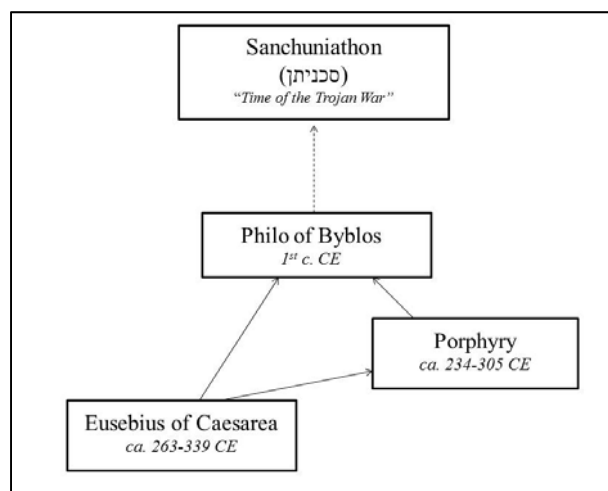 Sanchuniathon
(סכניתן)
“Time of the Trojan War”
Philo of Byblos
1st c. CE
Porphyry
ca. 234-305 CE
Eusebius of Caesarea
ca. 263-339 CE